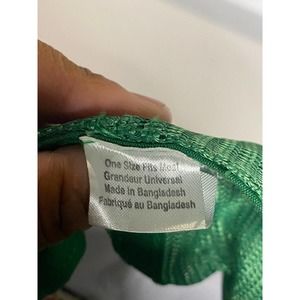 One Size Fits Most
Grandeur Universel
Made in Bangladesh
Fabriqué au Bangladesh